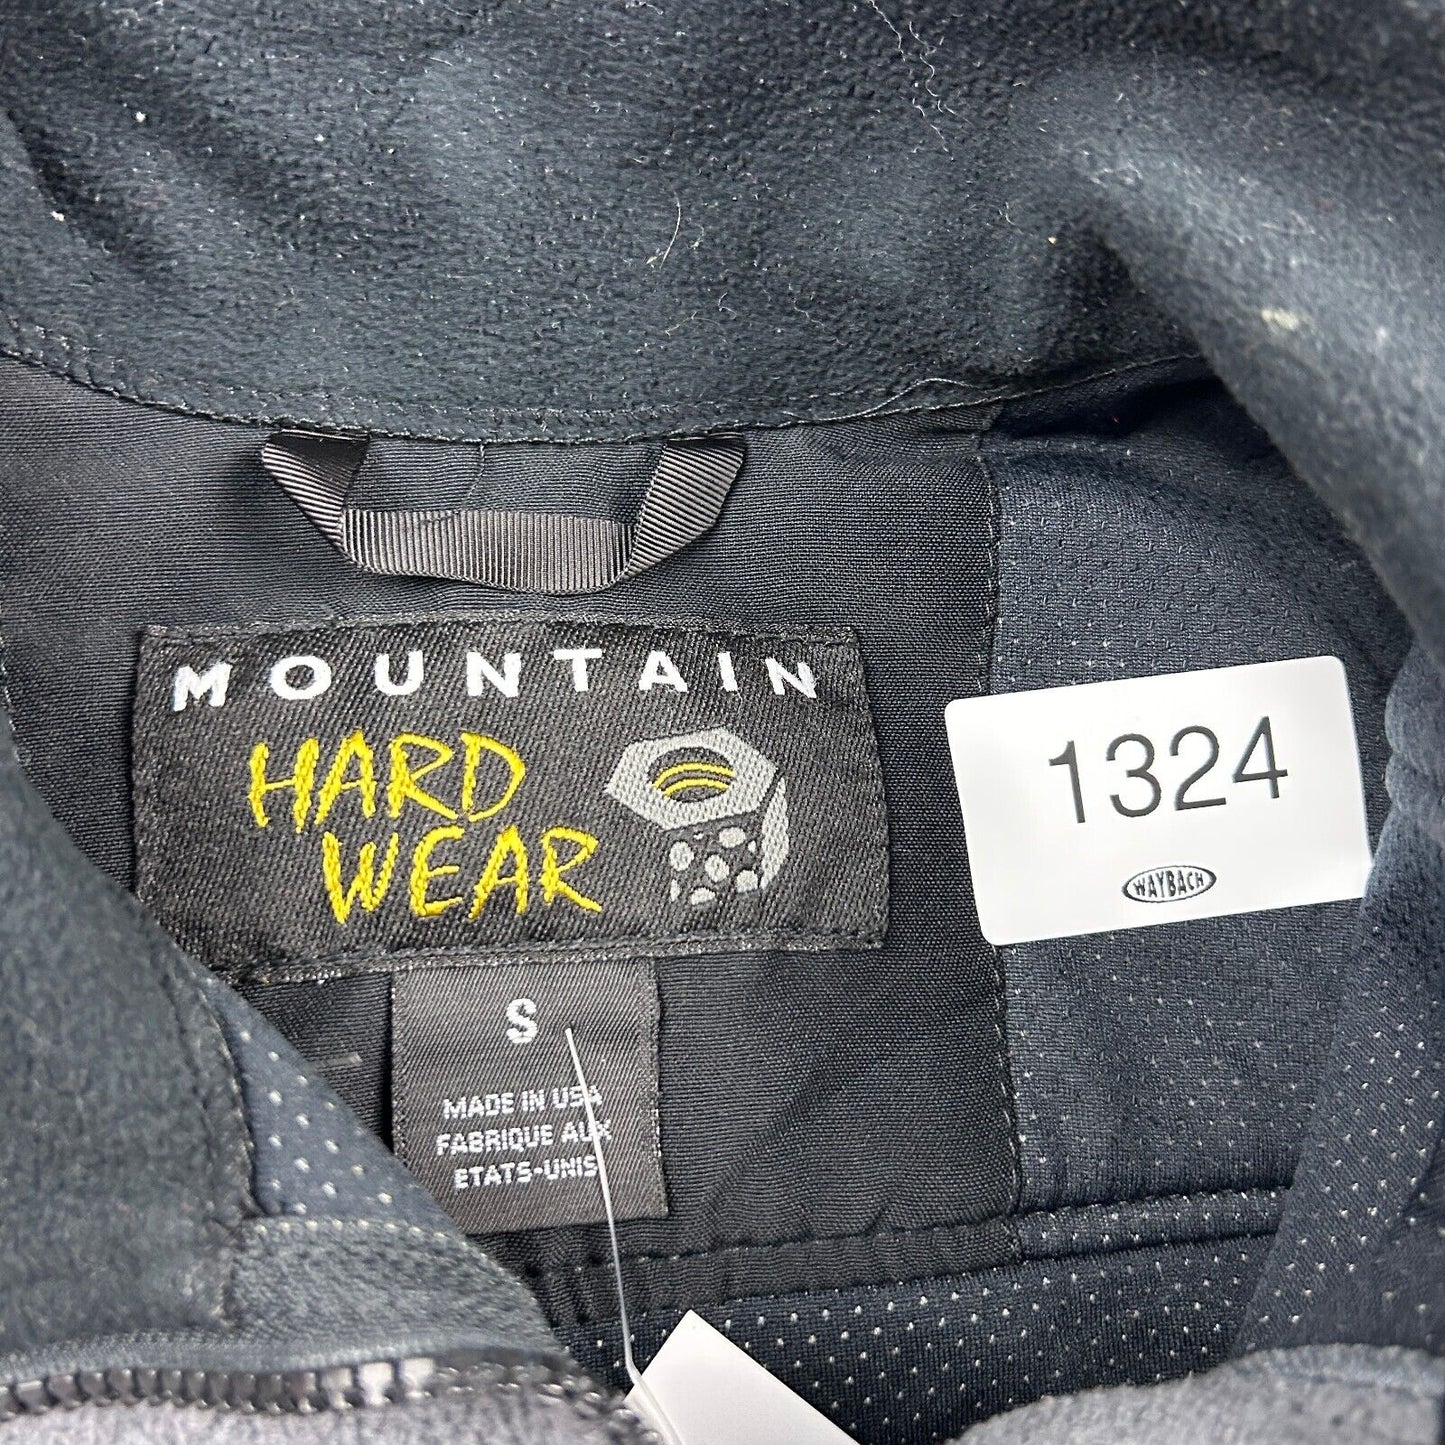 MOUNTAIN
HARD
WEAR
1324
WAYBACH
S
MADE IN USA
FABRIQUE AUX
ETATS-UNIS